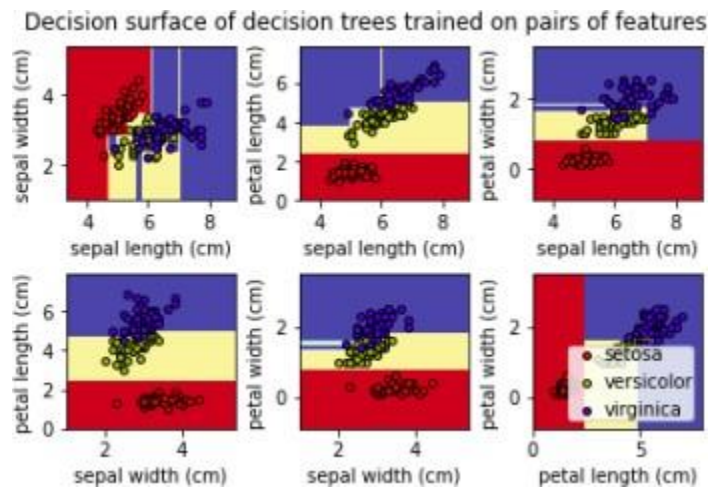 Decision surface of decision trees trained on pairs of features
sepal width (cm)
4
2
4
6
8
sepal length (cm)
petal length (cm)
6
4
2
0
4
6
8
sepal length (cm)
petal width (cm)
2
0
4
6
8
sepal length (cm)
petal length (cm)
6
4
2
0
2
4
sepal width (cm)
petal width (cm)
2
0
2
4
sepal width (cm)
petal width (cm)
2
0
0
5
petal length (cm)
setosa
versicolor
virginica